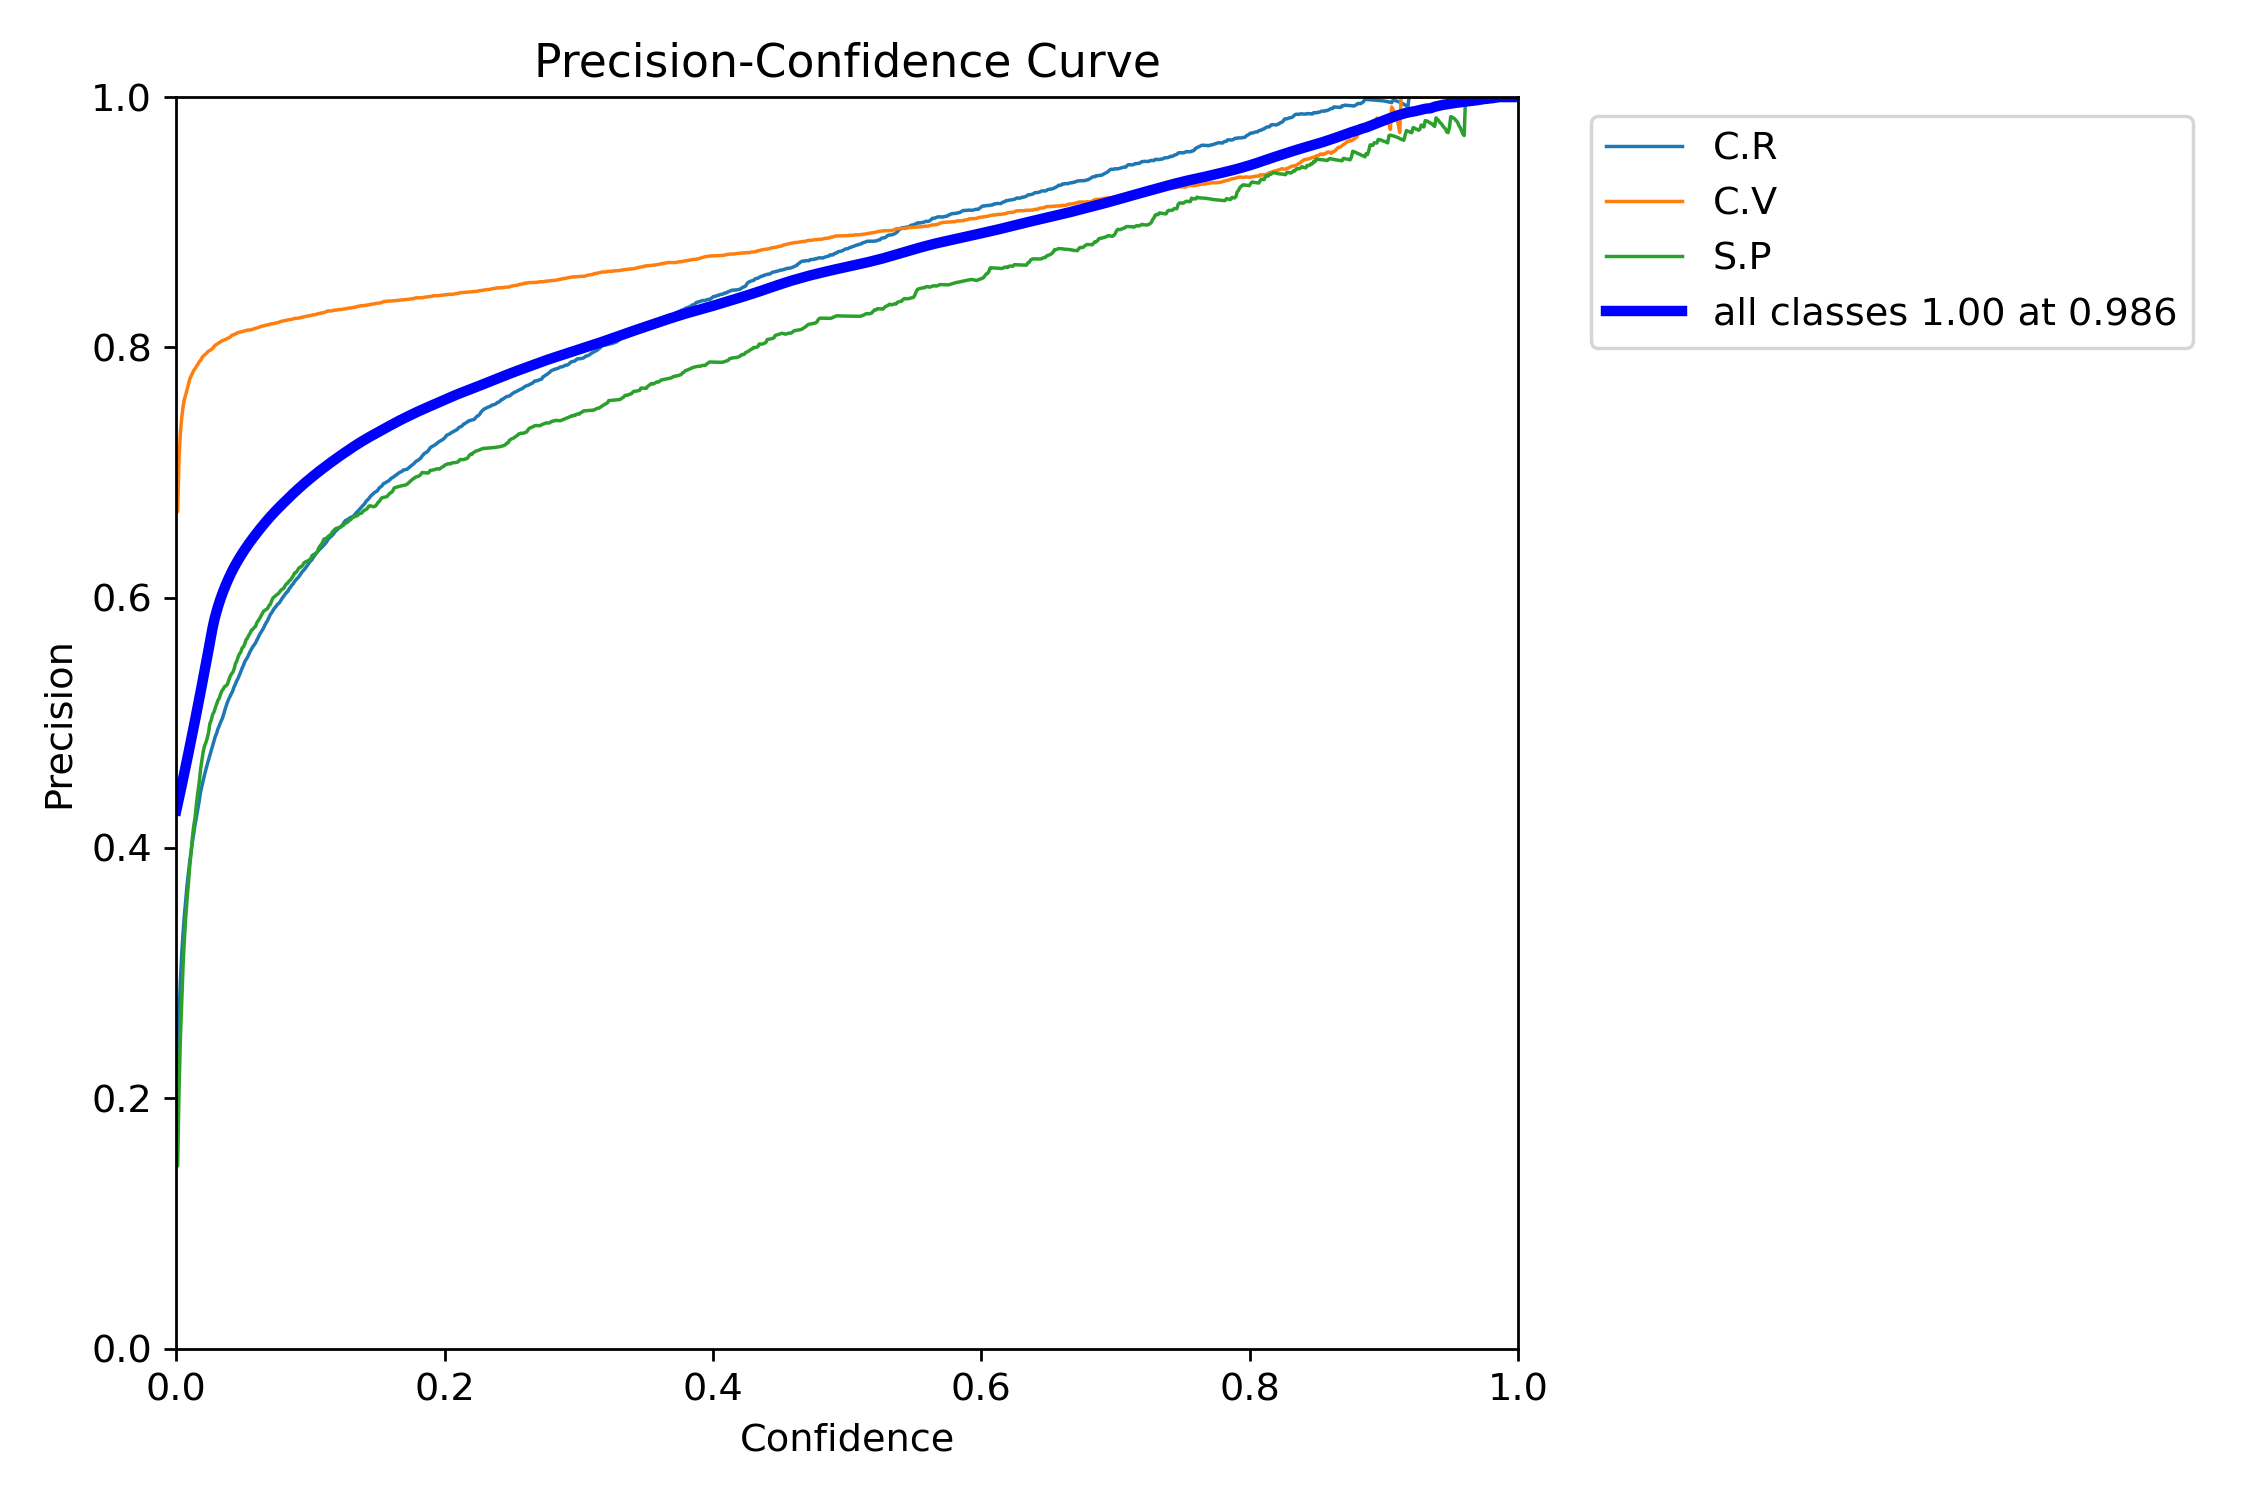 Precision-Confidence Curve
1.0
0.8
0.6
0.4
0.2
0.0
Precision
0.0 0.2 0.4 0.6 0.8 1.0
Confidence
C.R
C.V
S.P
all classes 1.00 at 0.986